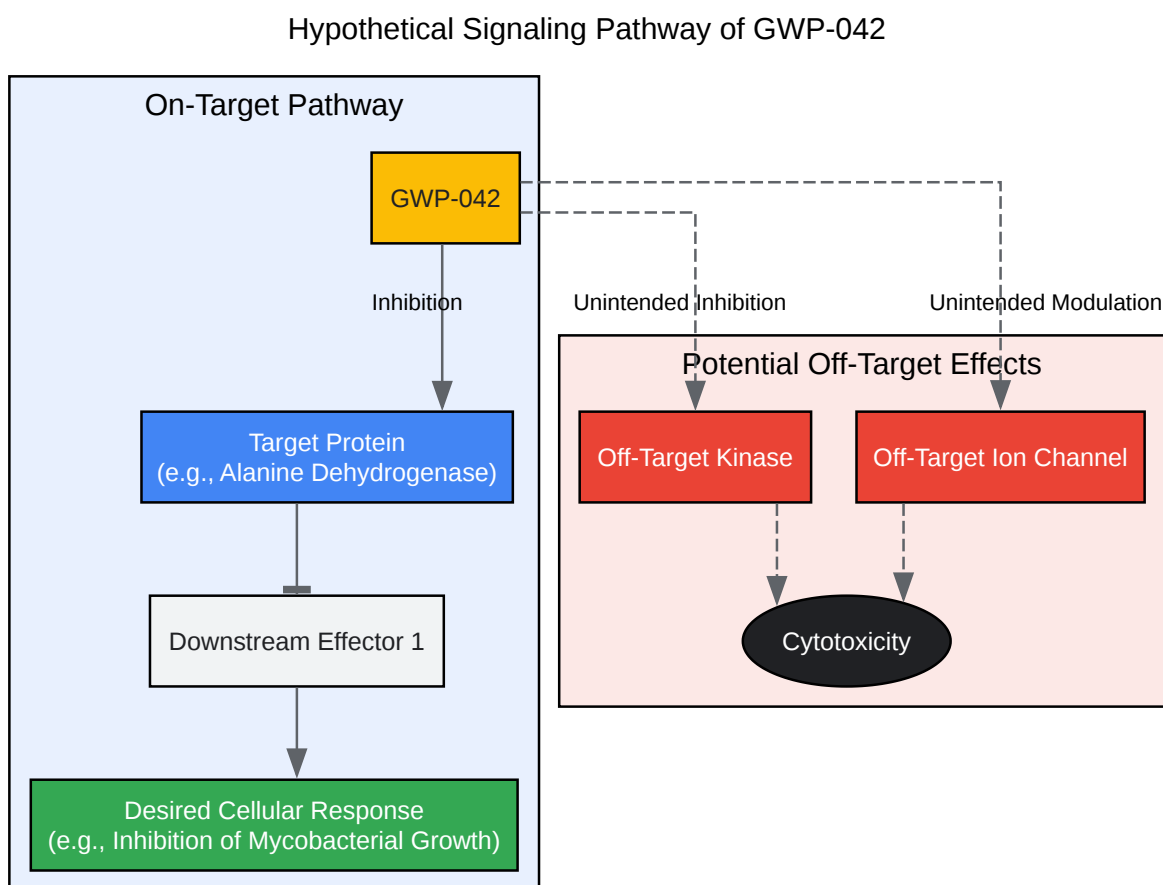 Hypothetical Signaling Pathway of GWP-042
On-Target Pathway
GWP-042
Inhibition
Unintended Inhibition
Unintended Modulation
Potential Off-Target Effects
Target Protein
(e.g., Alanine Dehydrogenase)
Off-Target Kinase
Off-Target Ion Channel
Downstream Effector 1
Cytotoxicity
Desired Cellular Response
(e.g., Inhibition of Mycobacterial Growth)